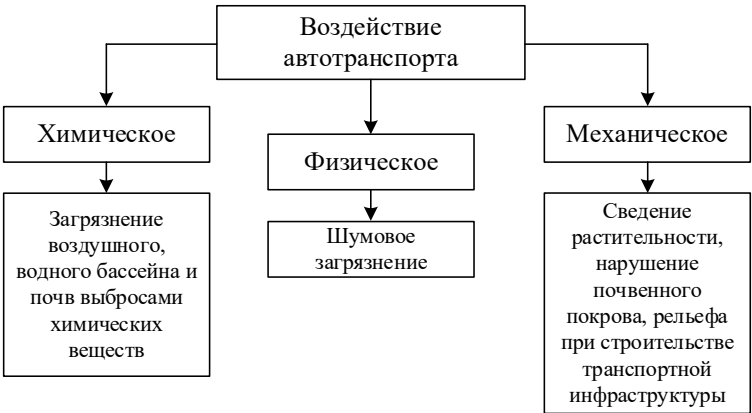 Воздействие
автотранспорта
Химическое
Физическое
Механическое
Загрязнение
воздушного,
водного бассейна и
почв выбросами
химических
веществ
Шумовое
загрязнение
Сведение
растительности,
нарушение
почвенного
покрова, рельефа
при строительстве
транспортной
инфраструктуры